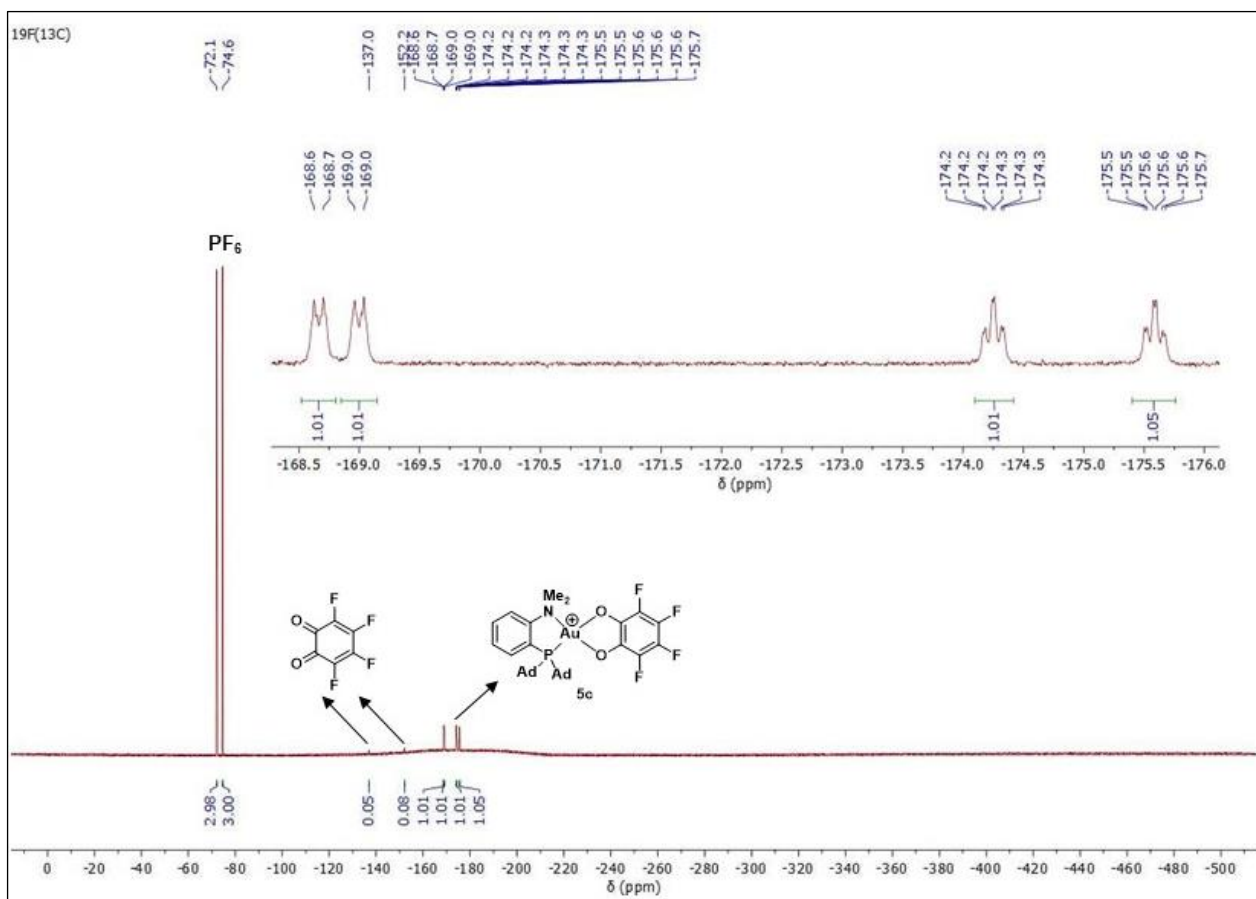 19F(13C)
-72.1
-74.6
-137.0
-152.2
-168.6
-168.7
-169.0
-169.0
-174.2
-174.2
-174.2
-174.3
-174.3
-174.3
-175.5
-175.5
-175.6
-175.6
-175.6
-175.7
-168.6
-168.7
-169.0
-169.0
-174.2
-174.2
-174.2
-174.3
-174.3
-174.3
-175.5
-175.5
-175.6
-175.6
-175.6
-175.7
PF6
1.01
1.01
1.01
1.05
-168.5 -169.0 -169.5 -170.0 -170.5 -171.0 -171.5 -172.0 -172.5 -173.0 -173.5 -174.0 -174.5 -175.0 -175.5 -176.0
δ (ppm)
O
O
F
F
F
F
Me2
N
⊕
Au
P
Ad
Ad
O
O
F
F
F
F
5c
2.98
3.00
0.05
0.08
1.01
1.01
1.01
1.05
0 -20 -40 -60 -80 -100 -120 -140 -160 -180 -200 -220 -240 -260 -280 -300 -320 -340 -360 -380 -400 -420 -440 -460 -480 -500
δ (ppm)